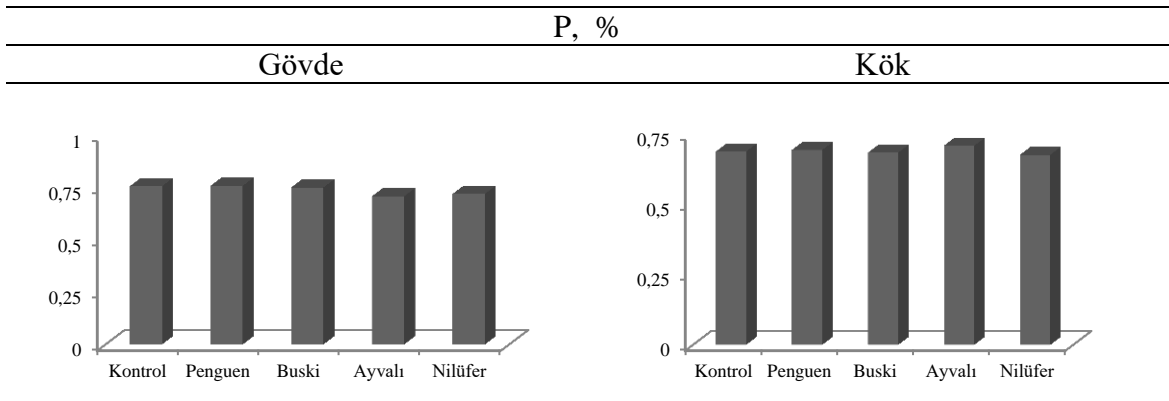 P, %
Gövde Kök
1
0,75
0,5
0,25
0
Kontrol Penguen Buski Ayvalı Nilüfer
0,75
0,5
0,25
0
Kontrol Penguen Buski Ayvalı Nilüfer